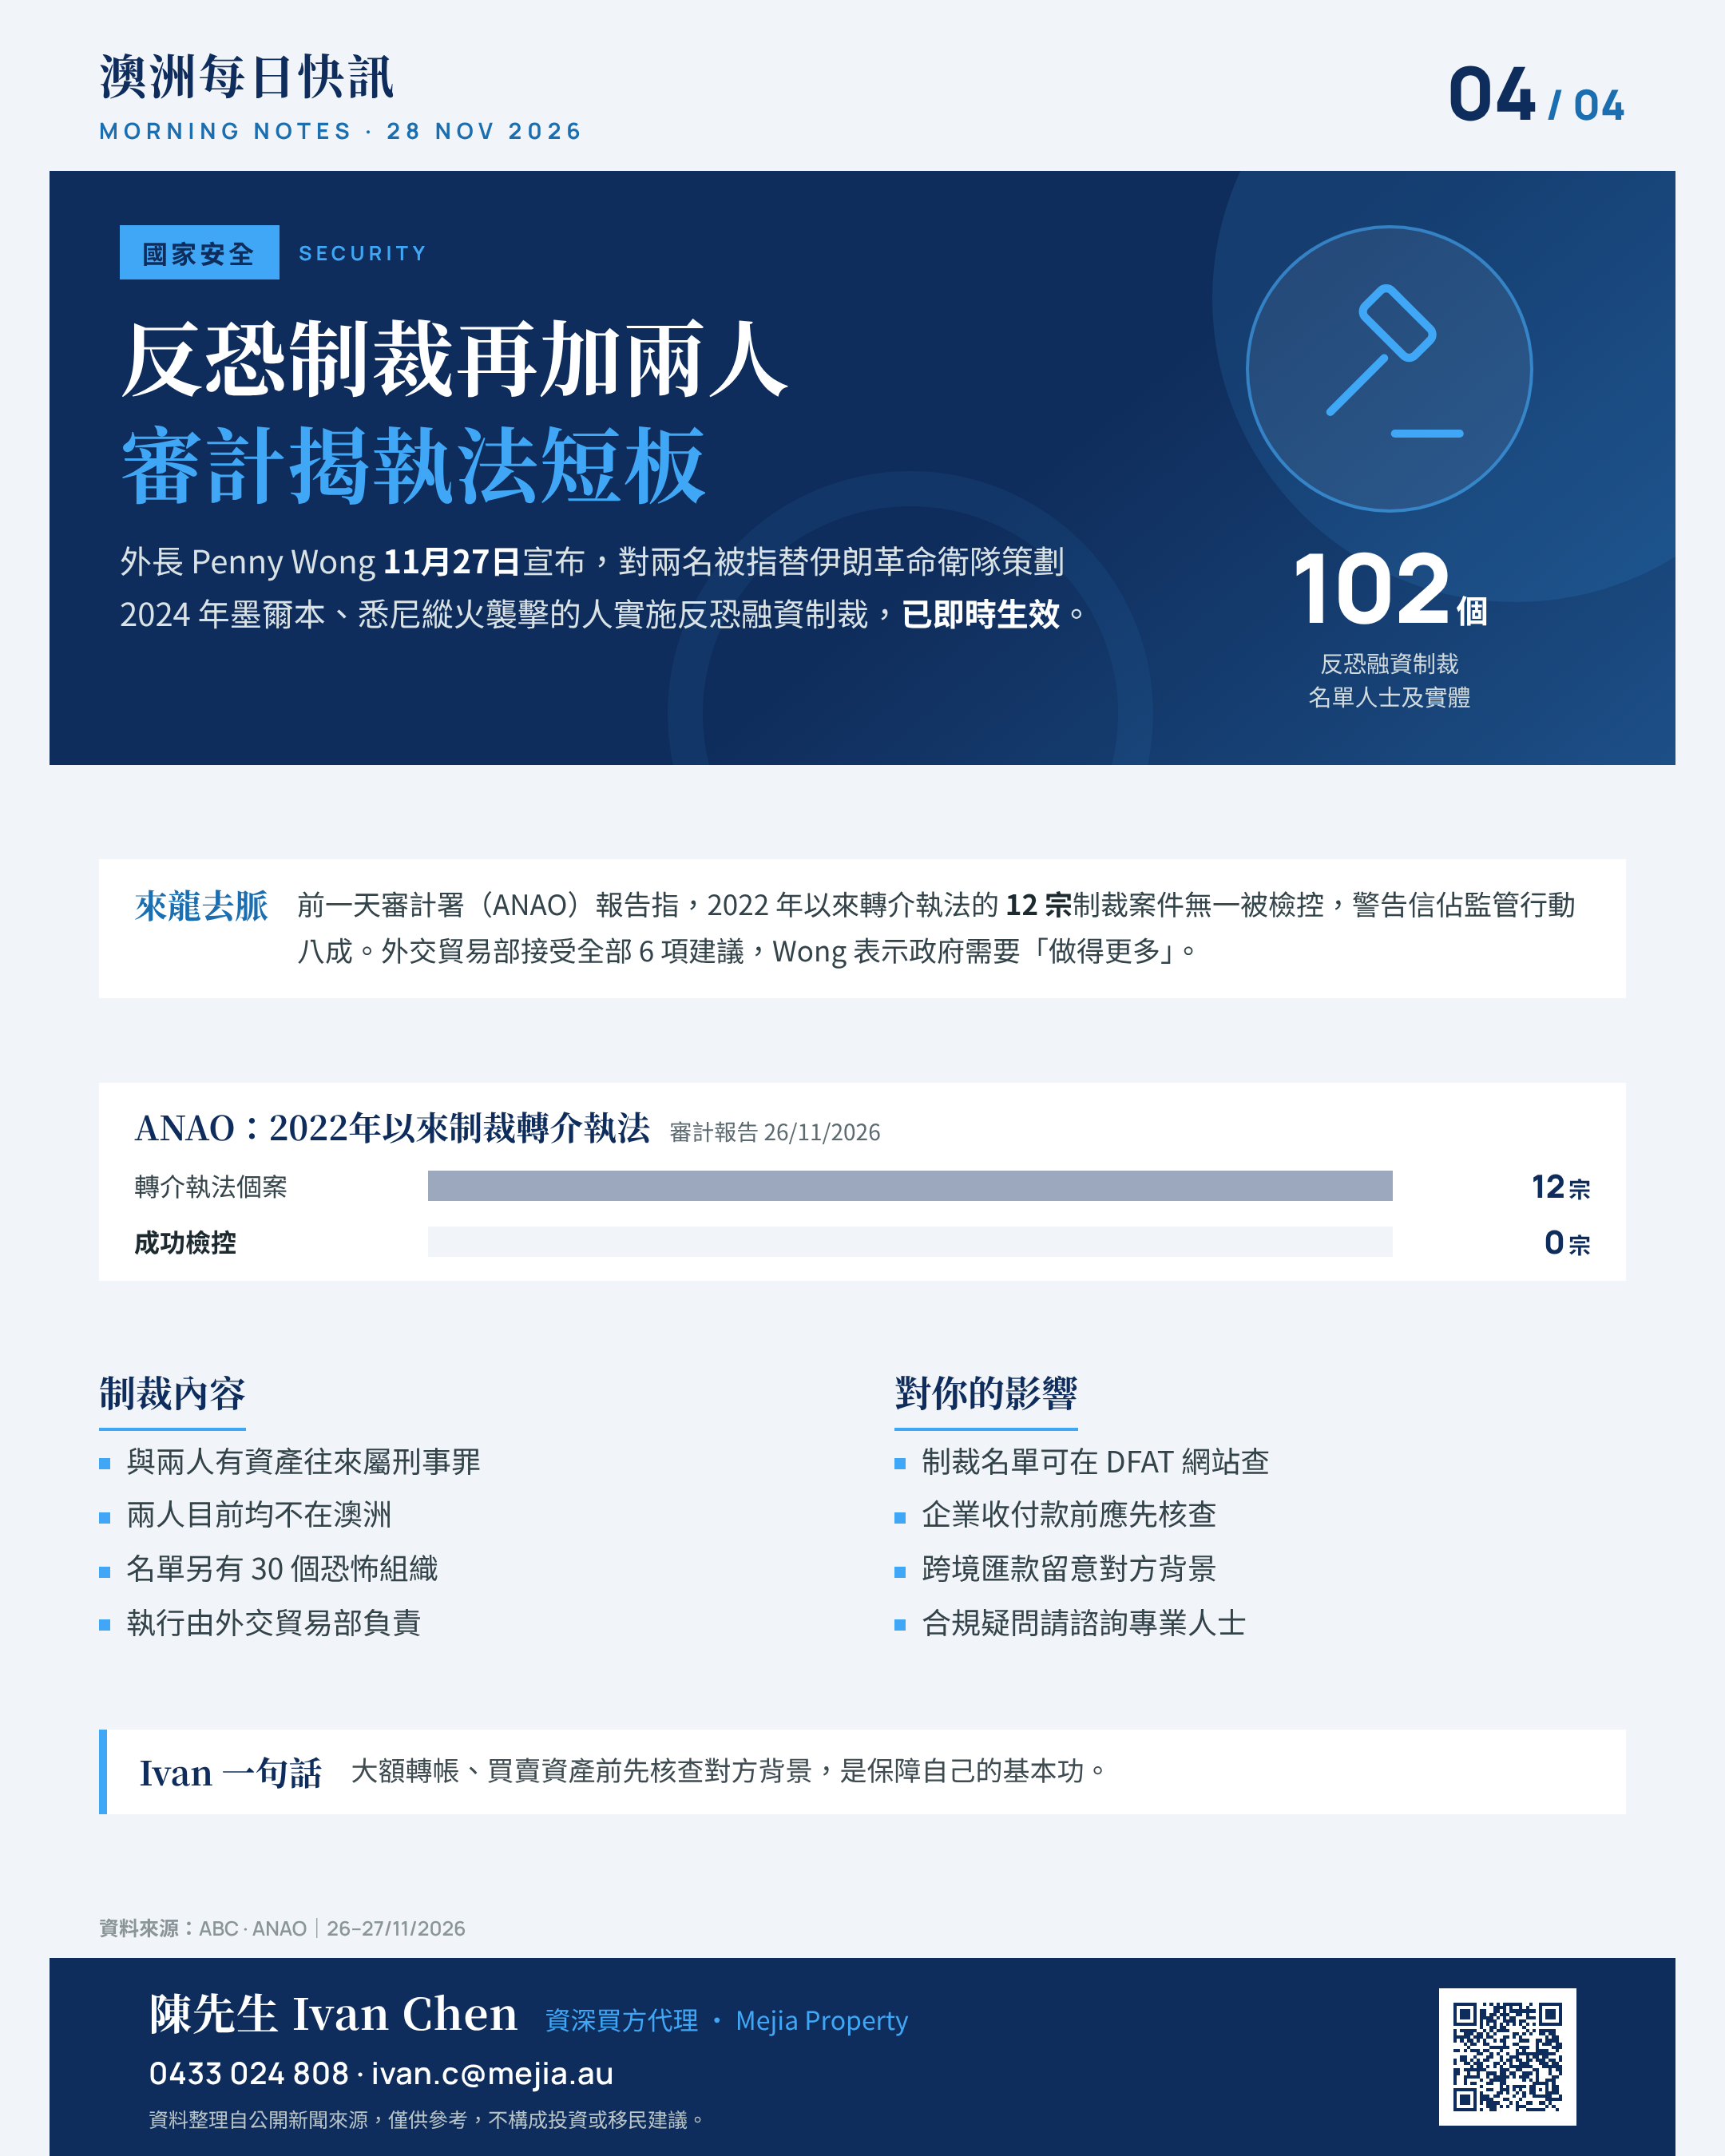 澳洲每日快訊
MORNING NOTES · 28 NOV 2026
04 / 04
國家安全 SECURITY
反恐制裁再加兩人
審計揭執法短板
外長 Penny Wong 11月27日宣布，對兩名被指替伊朗革命衛隊策劃
2024 年墨爾本、悉尼縱火襲擊的人實施反恐融資制裁，已即時生效。
102個
反恐融資制裁
名單人士及實體
來龍去脈 前一天審計署（ANAO）報告指，2022 年以來轉介執法的 12 宗制裁案件無一被檢控，警告信佔監管行動
八成。外交貿易部接受全部 6 項建議，Wong 表示政府需要「做得更多」。
ANAO：2022年以來制裁轉介執法 審計報告 26/11/2026
轉介執法個案 12宗
成功檢控 0宗
制裁內容
與兩人有資產往來屬刑事罪
兩人目前均不在澳洲
名單另有 30 個恐怖組織
執行由外交貿易部負責
對你的影響
制裁名單可在 DFAT 網站查
企業收付款前應先核查
跨境匯款留意對方背景
合規疑問請諮詢專業人士
Ivan 一句話 大額轉帳、買賣資產前先核查對方背景，是保障自己的基本功。
資料來源：ABC · ANAO｜26–27/11/2026
陳先生 Ivan Chen 資深買方代理 · Mejia Property
0433 024 808 · ivan.c@mejia.au
資料整理自公開新聞來源，僅供參考，不構成投資或移民建議。